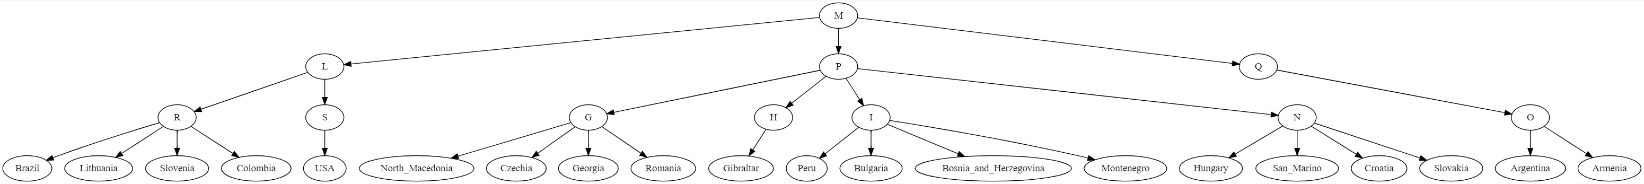 M
L P Q
R S G H I N O
Brazil Lithuania Slovenia Colombia USA North_Macedonia Czechia Georgia Romania Gibraltar Peru Bulgaria Bosnia_and_Herzegovina Montenegro Hungary San_Marino Croatia Slovakia Argentina Armenia